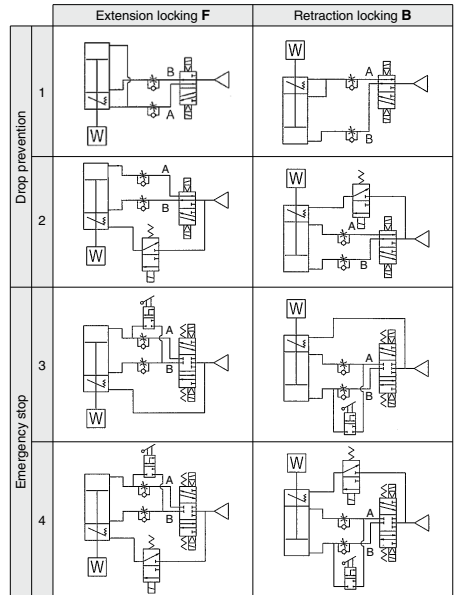 Extension locking F
Retraction locking B
Drop prevention
1
W
B
A
W
A
B
2
W
A
B
W
A
B
Emergency stop
3
W
A
B
W
A
B
4
W
A
B
W
A
B